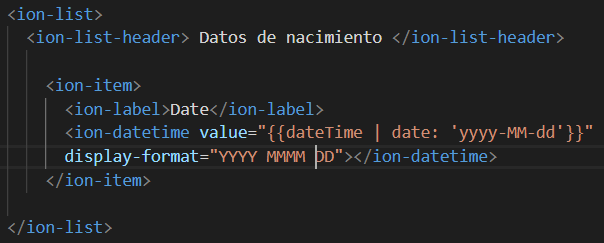 <ion-list>
<ion-list-header> Datos de nacimiento </ion-list-header>
<ion-item>
<ion-label>Date</ion-label>
<ion-datetime value="{{dateTime | date: 'yyyy-MM-dd'}}"
display-format="YYYY MMMM DD"></ion-datetime>
</ion-item>
</ion-list>